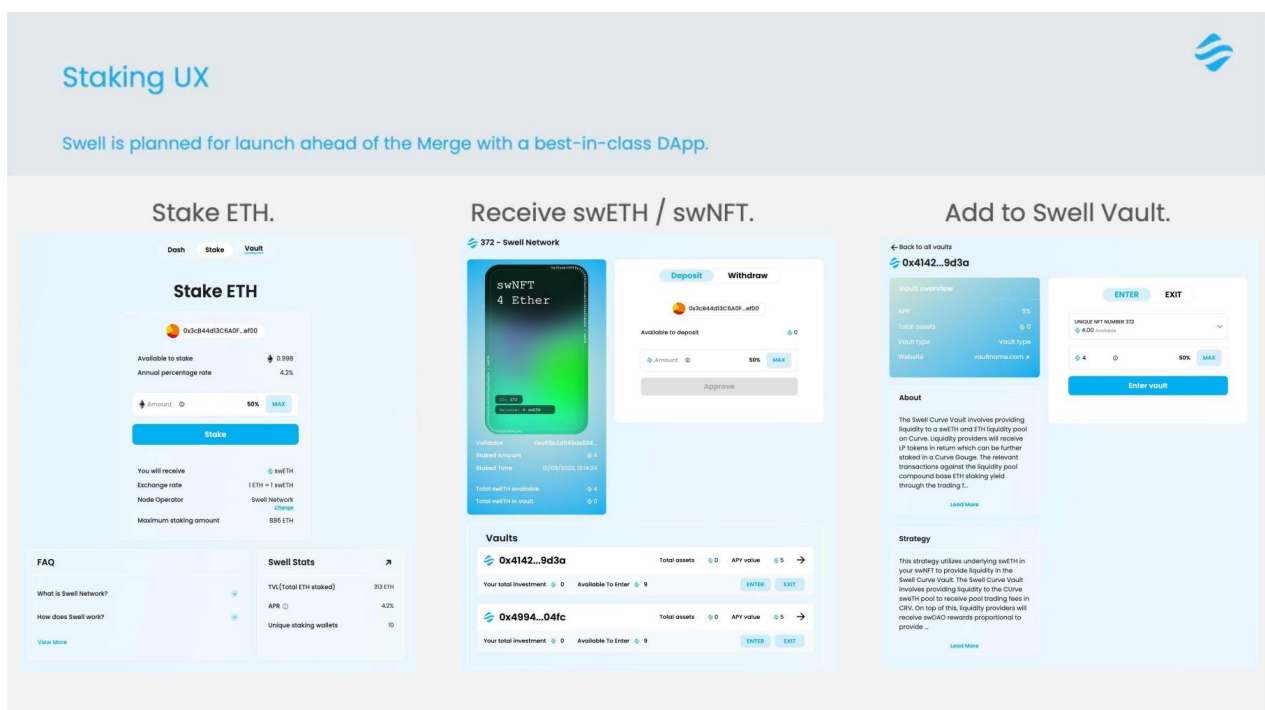 Staking UX
Swell is planned for launch ahead of the Merge with a best-in-class DApp.
Stake ETH.
Dash Stake Vault
Stake ETH
0x3cB44d13C6A0F...ef00
Available to stake 0.998
Annual percentage rate 4.2%
Amount 50% MAX
Stake
You will receive swETH
Exchange rate 1 ETH = 1 swETH
Node Operator Swell Network
Change
Maximum staking amount 886 ETH
FAQ
What is Swell Network?
How does Swell work?
View More
Swell Stats
TVL(Total ETH staked) 313 ETH
APR 4.2%
Unique staking wallets 10
Receive swETH / swNFT.
372 - Swell Network
swNFT
4 Ether
ID: 372
Balance: 4 swETH
Validator
Staked Amount 4
Staked Time 01/08/2022, 12:14:24
Total swETH available 4
Total swETH in vault 0
Deposit Withdraw
0x3cB44d13C6A0F...ef00
Available to deposit 0
Amount 50% MAX
Approve
Vaults
0x4142...9d3a Total assets 0 APY value 5
Your total investment 0 Available To Enter 9 ENTER EXIT
0x4994...04fc Total assets 0 APY value 5
Your total investment 0 Available To Enter 9 ENTER EXIT
Add to Swell Vault.
Back to all vaults
0x4142...9d3a
Vault overview
APR 5%
Total assets 0
Vault type Vault type
Website vaultname.com
About
The Swell Curve Vault involves providing
liquidity to a swETH and ETH liquidity pool
on Curve. Liquidity providers will receive
LP tokens in return which can be further
staked in a Curve Gauge. The relevant
transactions against the liquidity pool
compound base ETH staking yield
through the trading f...
Load More
Strategy
This strategy utilizes underlying swETH in
your swNFT to provide liquidity in the
Swell Curve Vault. The Swell Curve Vault
involves providing liquidity to the CUrve
sweTH pool to receive pool trading fees in
CRV. On top of this, liquidity providers will
receive swDAO rewards proportional to
provide ...
Load More
ENTER EXIT
UNIQUE NFT NUMBER 372
4.00 Available
4 50% MAX
Enter vault